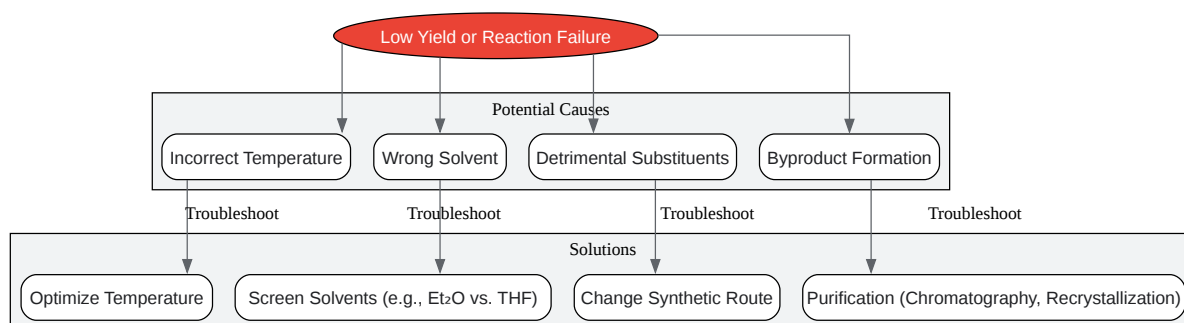 Low Yield or Reaction Failure
Potential Causes
Incorrect Temperature
Wrong Solvent
Detrimental Substituents
Byproduct Formation
Troubleshoot
Troubleshoot
Troubleshoot
Troubleshoot
Solutions
Optimize Temperature
Screen Solvents (e.g., Et₂O vs. THF)
Change Synthetic Route
Purification (Chromatography, Recrystallization)